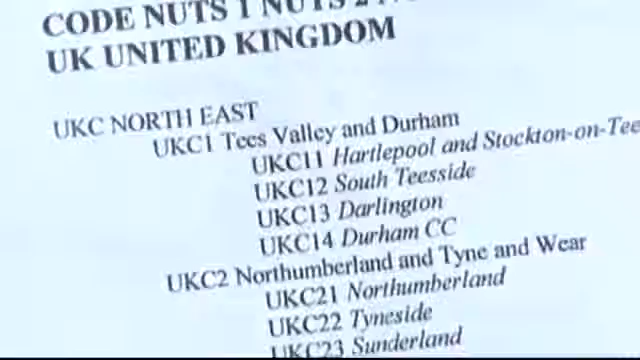 CODE NUTS 1 NUTS 2
UK UNITED KINGDOM
UKC NORTH EAST
UKC1 Tees Valley and Durham
UKC11 Hartlepool and Stockton-on-Tee
UKC12 South Teesside
UKC13 Darlington
UKC14 Durham CC
UKC2 Northumberland and Tyne and Wear
UKC21 Northumberland
UKC22 Tyneside
UKC23 Sunderland